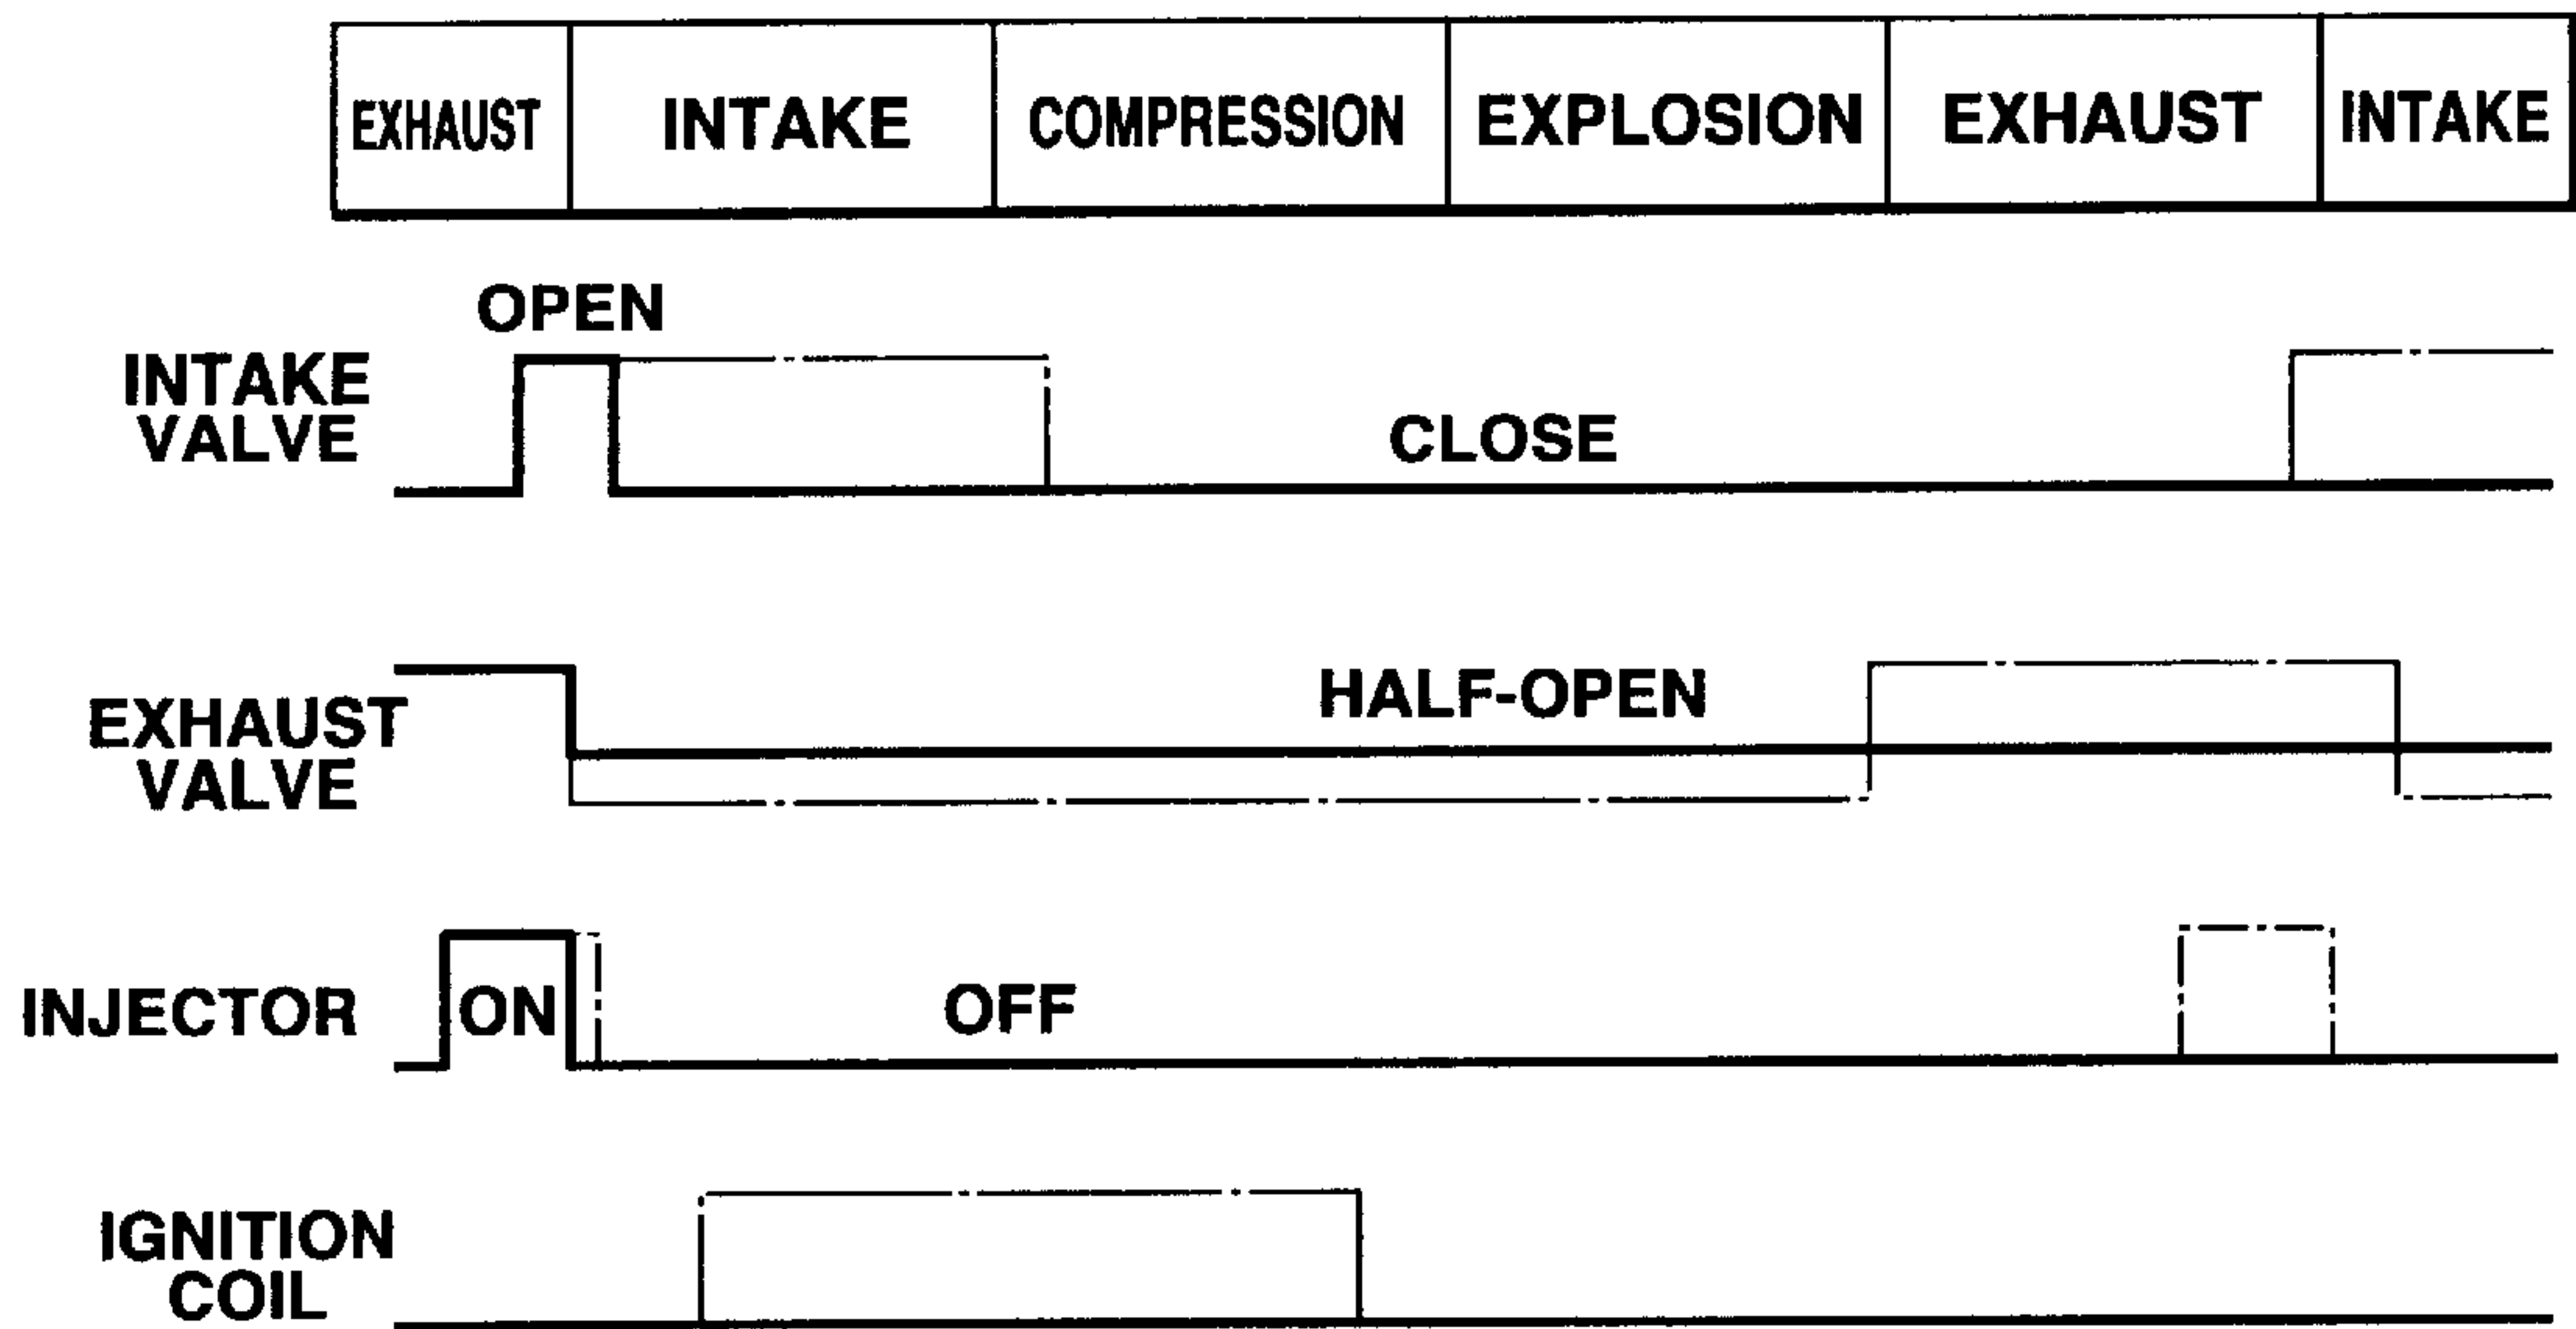 EXHAUST INTAKE COMPRESSION EXPLOSION EXHAUST INTAKE
OPEN
INTAKE
VALVE
CLOSE
HALF-OPEN
EXHAUST
VALVE
INJECTOR
ON
OFF
IGNITION
COIL